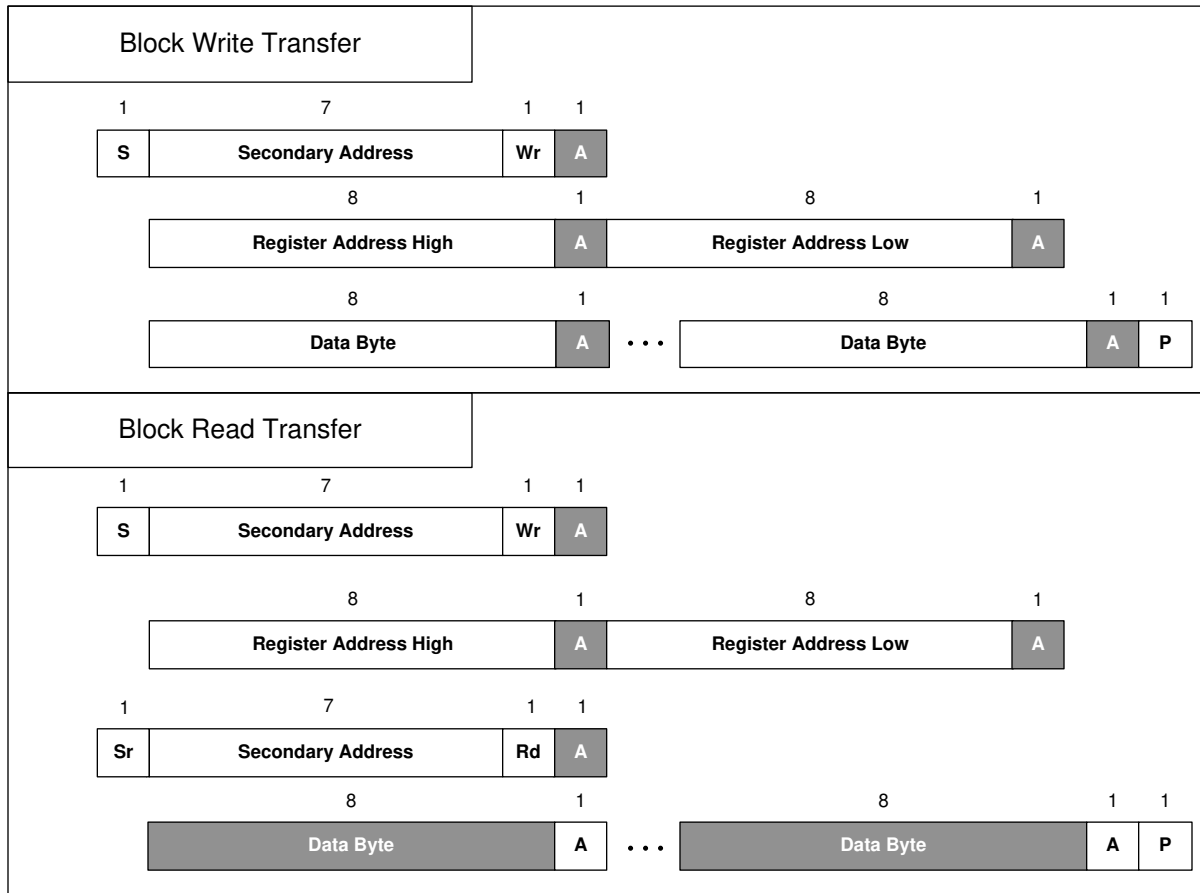 Block Write Transfer
1 7 1 1
S Secondary Address Wr A
8 1 8 1
Register Address High A Register Address Low A
8 1 8 1 1
Data Byte A • • • Data Byte A P
Block Read Transfer
1 7 1 1
S Secondary Address Wr A
8 1 8 1
Register Address High A Register Address Low A
1 7 1 1
Sr Secondary Address Rd A
8 1 8 1 1
Data Byte A • • • Data Byte A P